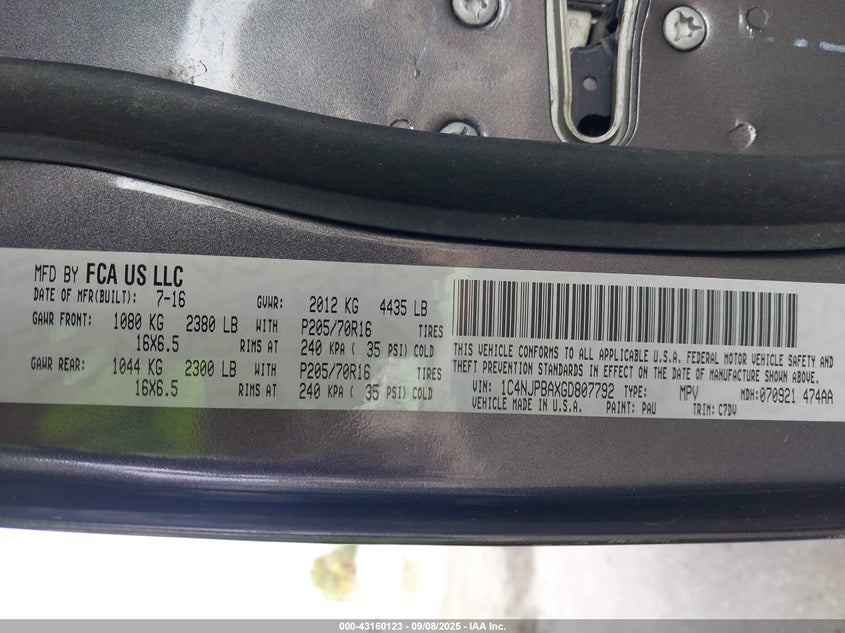 MFD BY FCA US LLC
DATE OF MFR(BUILT): 7-16 GVWR: 2012 KG 4435 LB
GAWR FRONT: 1080 KG 2380 LB WITH P205/70R16 TIRES
16X6.5 RIMS AT 240 KPA ( 35 PSI) COLD
GAWR REAR: 1044 KG 2300 LB WITH P205/70R16 TIRES
16X6.5 RIMS AT 240 KPA ( 35 PSI) COLD
THIS VEHICLE CONFORMS TO ALL APPLICABLE U.S.A. FEDERAL MOTOR VEHICLE SAFETY AND
THEFT PREVENTION STANDARDS IN EFFECT ON THE DATE OF MANUFACTURE SHOWN ABOVE.
VIN: 1C4NJPBAXGD807792 TYPE: MPV MDH:070921 474AA
VEHICLE MADE IN U.S.A. PAINT: PAU TRIM: C7DV
000-43160123 - 09/08/2025 - IAA Inc.